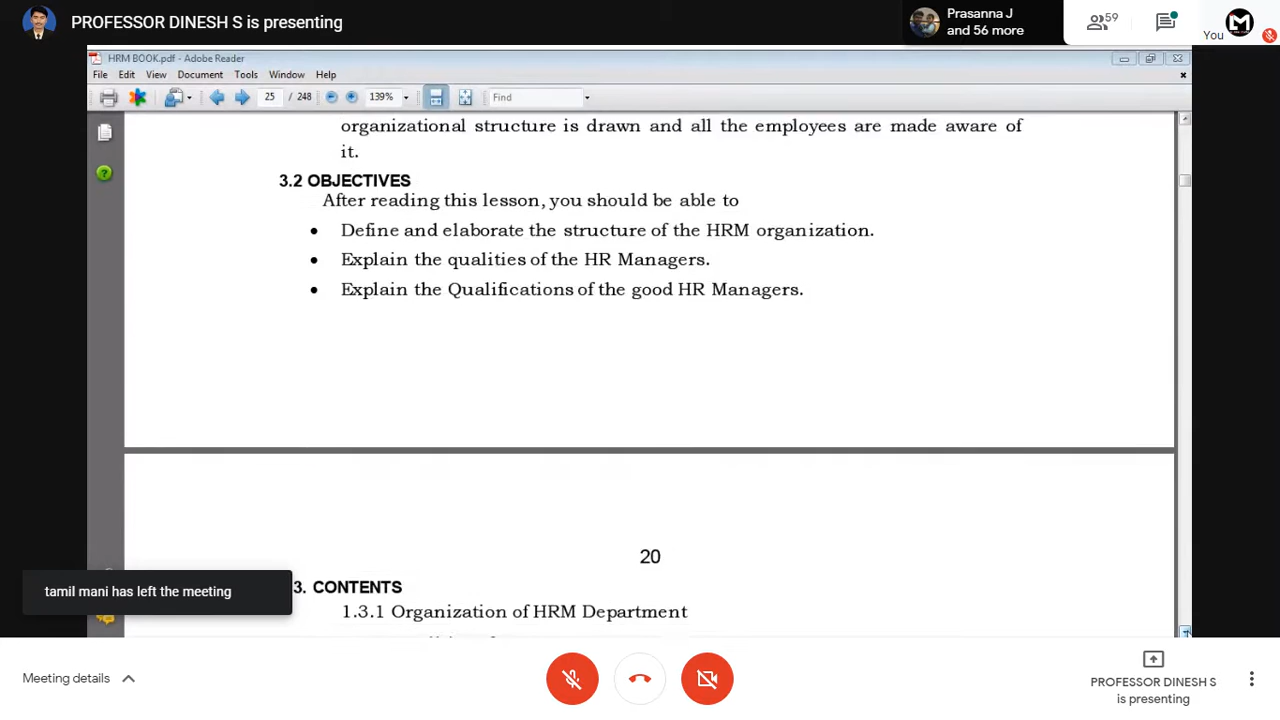 PROFESSOR DINESH S is presenting
Prasanna J
and 56 more
59
You
HRM BOOK.pdf - Adobe Reader
File Edit View Document Tools Window Help
25 / 248 139% Find
organizational structure is drawn and all the employees are made aware of
it.
3.2 OBJECTIVES
After reading this lesson, you should be able to
• Define and elaborate the structure of the HRM organization.
• Explain the qualities of the HR Managers.
• Explain the Qualifications of the good HR Managers.
20
tamil mani has left the meeting
3. CONTENTS
1.3.1 Organization of HRM Department
Meeting details
PROFESSOR DINESH S
is presenting